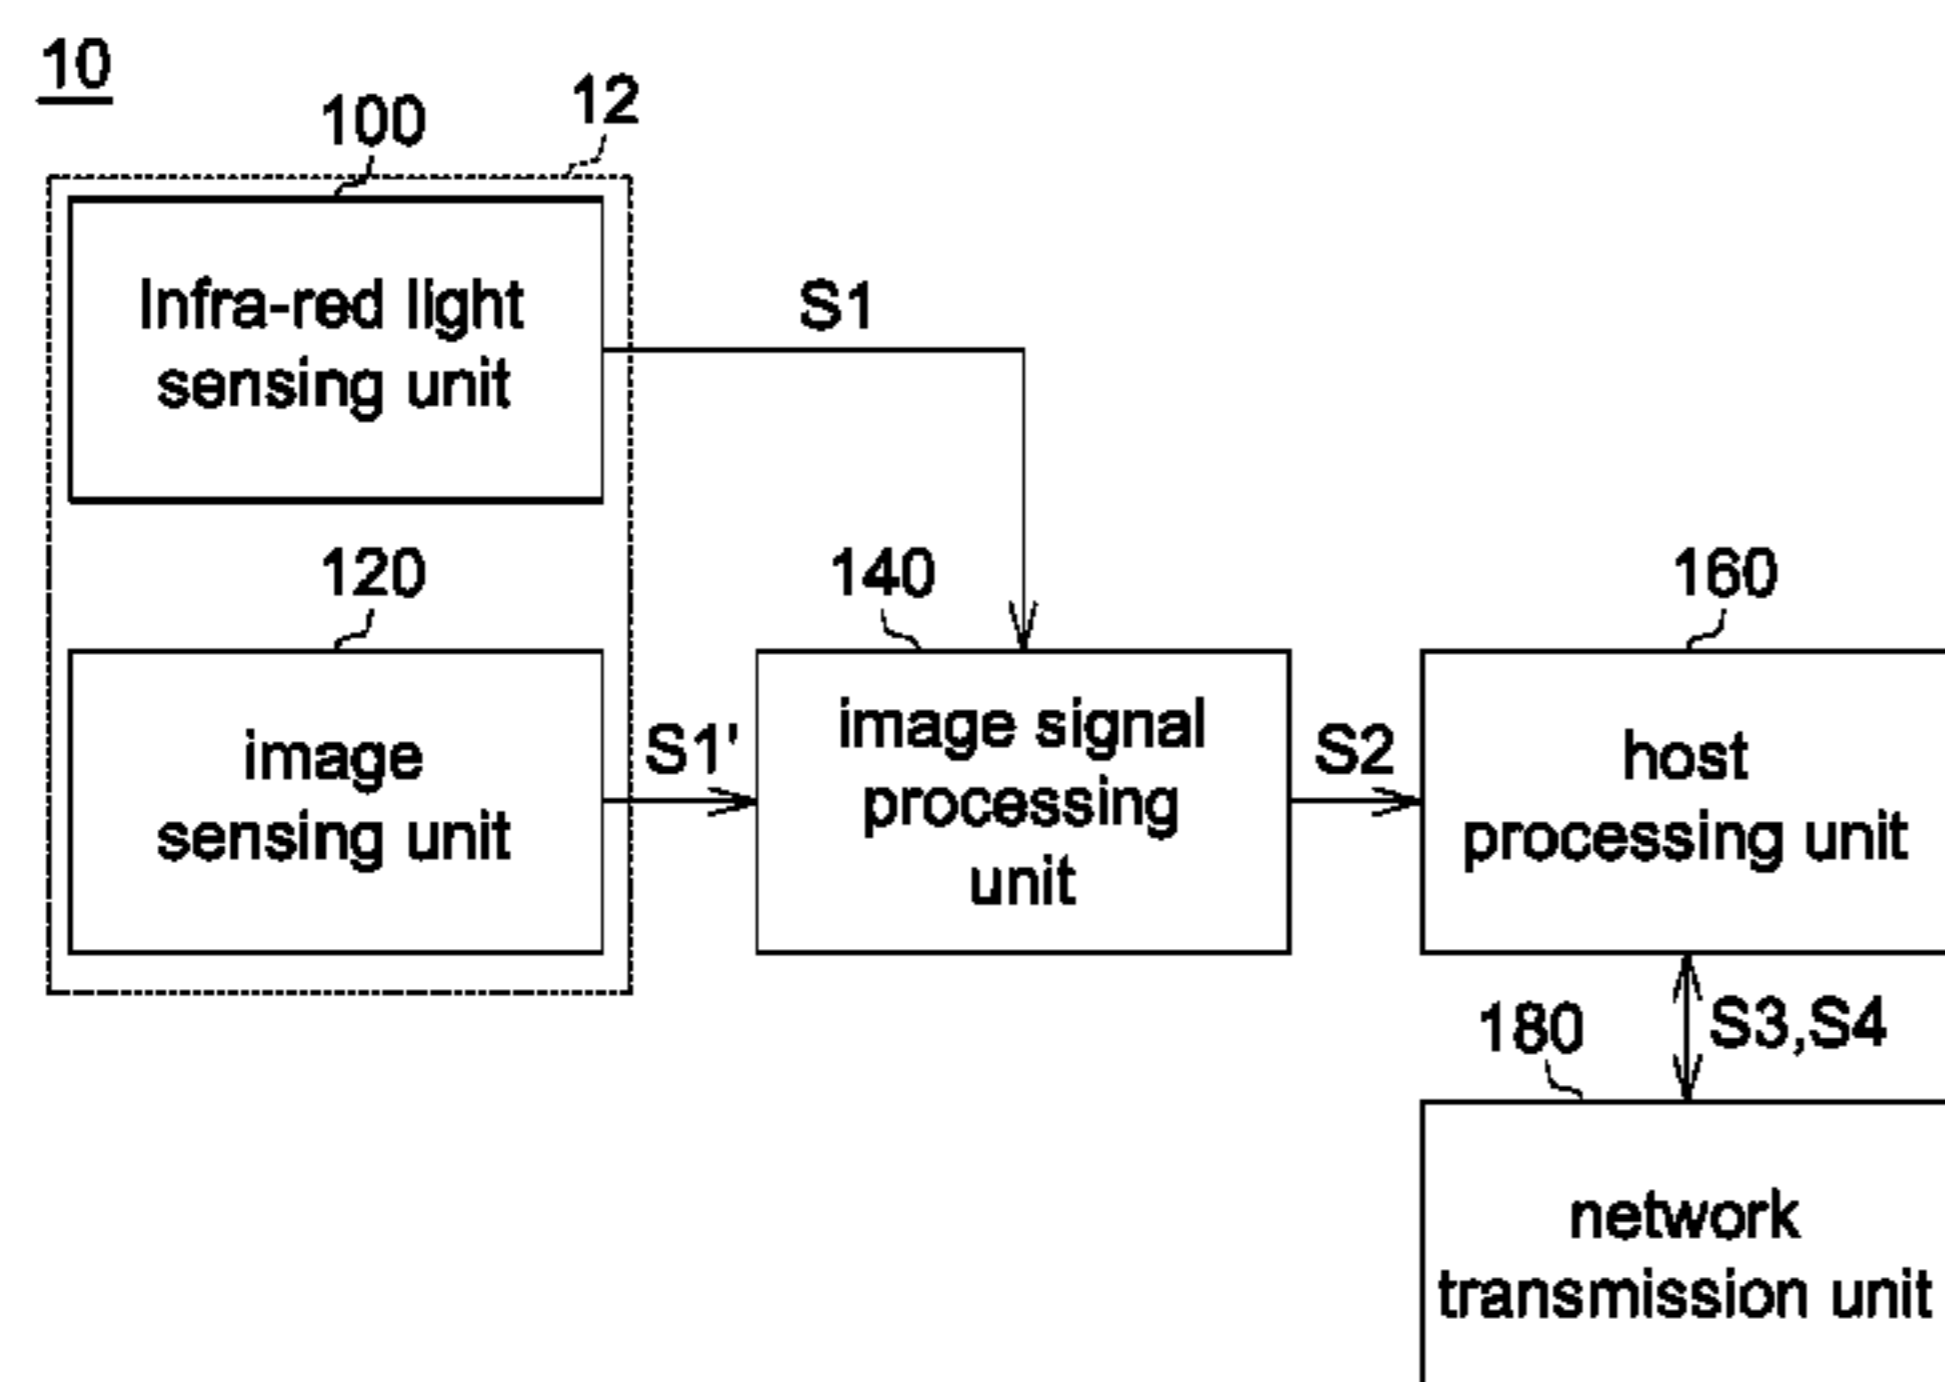 10
12
100
Infra-red light
sensing unit
S1
120
image
sensing unit
S1'
140
image signal
processing
unit
S2
160
host
processing unit
S3,S4
180
network
transmission unit